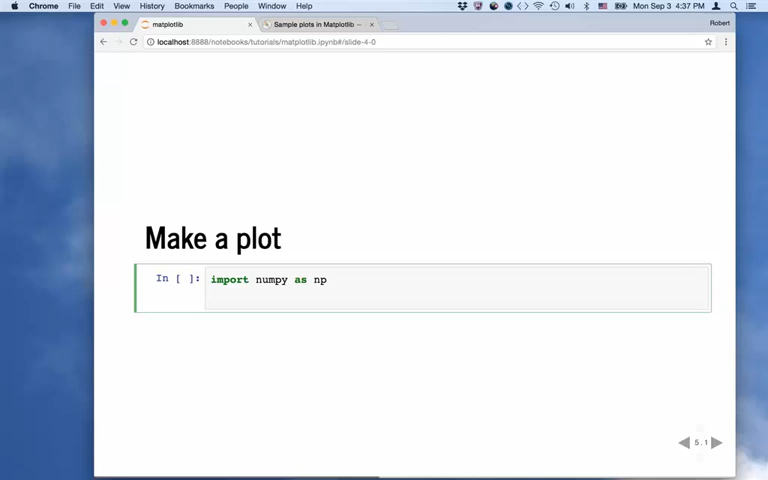 Chrome File Edit View History Bookmarks People Window Help Mon Sep 3 4:37 PM
matplotlib × Sample plots in Matplotlib — × Robert
localhost:8888/notebooks/tutorials/matplotlib.ipynb#/slide-4-0
Make a plot
In [ ]: import numpy as np
5.1